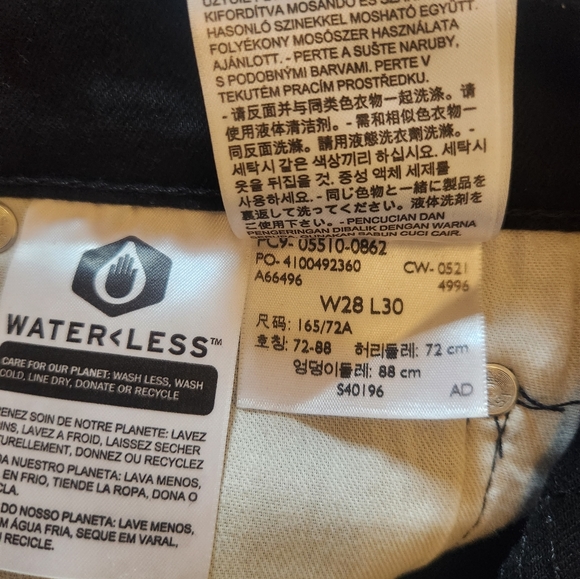 KIFORDÍTVA MOSANDÓ ÉS EGYÜTT.
HASONLÓ SZINEKKEL MOSHATÓ EGYÜTT.
FOLYÉKONY MOSÓSZER HASZNÁLATA
AJÁNLOTT. - PERTE A SUŠTE NARUBY,
S PODOBNÝMI BARVAMI. PERTE V
TEKUTÉM PRACÍM PROSTŘEDKU.
- 请反面并与同类色衣物一起洗涤。请
使用液体清洁剂。- 需和相似色衣物一
同反面洗滌。請用液態洗衣劑洗滌。-
세탁시 같은 색상끼리 하십시요. 세탁시
옷을 뒤집을 것. 중성 액체 세제를
사용할 것. - 同じ色物と一緒に製品を
裏返して洗ってください。液体洗剤を
ご使用下さい。- PENCUCIAN DAN
PENGERINGAN DIBALIK DENGAN WARNA
GUNAKAN SABUN CUCI CAIR.
PC9- 05510-0862
PO- 4100492360 CW- 0521
A66496 4996
W28 L30
尺码: 165/72A
호칭: 72-88 허리둘레: 72 cm
엉덩이둘레: 88 cm
S40196 AD
WATER<LESS™
CARE FOR OUR PLANET: WASH LESS, WASH
COLD, LINE DRY, DONATE OR RECYCLE
PRENEZ SOIN DE NOTRE PLANETE: LAVEZ
MOINS, LAVEZ A FROID, LAISSEZ SECHER
NATURELLEMENT, DONNEZ OU RECYCLEZ
NUESTRO PLANETA: LAVA MENOS,
EN FRIO, TIENDE LA ROPA, DONA O
DO NOSSO PLANETA: LAVE MENOS,
ÁGUA FRIA, SEQUE EM VARAL,
RECICLE.